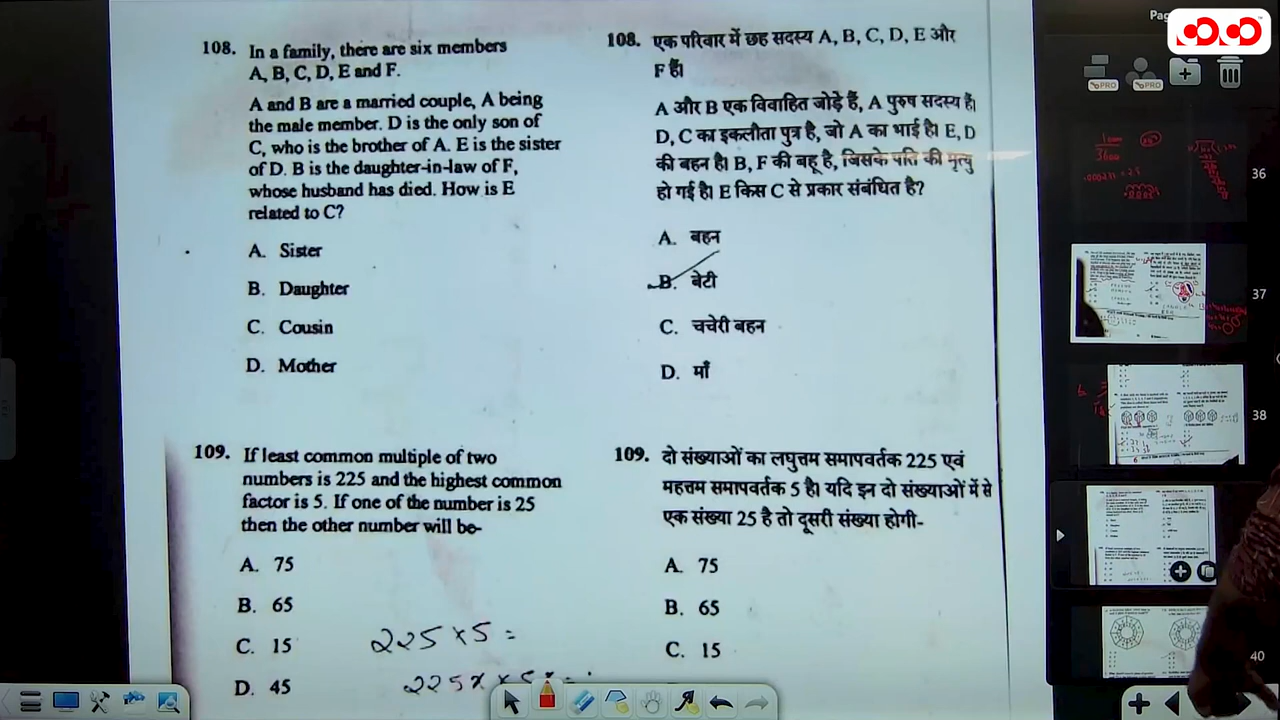 108. In a family, there are six members
A, B, C, D, E and F.
A and B are a married couple, A being
the male member. D is the only son of
C, who is the brother of A. E is the sister
of D. B is the daughter-in-law of F,
whose husband has died. How is E
related to C?
A. Sister
B. Daughter
C. Cousin
D. Mother
109. If least common multiple of two
numbers is 225 and the highest common
factor is 5. If one of the number is 25
then the other number will be-
A. 75
B. 65
C. 15
D. 45
225 × 5 =
108. एक परिवार में छह सदस्य A, B, C, D, E और
F हैं।
A और B एक विवाहित जोड़े हैं, A पुरुष सदस्य हैं।
D, C का इकलौता पुत्र है, जो A का भाई है। E, D
की बहन है। B, F की बहू है, जिसके पति की मृत्यु
हो गई है। E किस C से प्रकार संबंधित है?
A. बहन
B. बेटी
C. चचेरी बहन
D. माँ
109. दो संख्याओं का लघुत्तम समापवर्तक 225 एवं
महत्तम समापवर्तक 5 है। यदि इन दो संख्याओं में से
एक संख्या 25 है तो दूसरी संख्या होगी-
A. 75
B. 65
C. 15
PRO
PRO
36
37
38
40